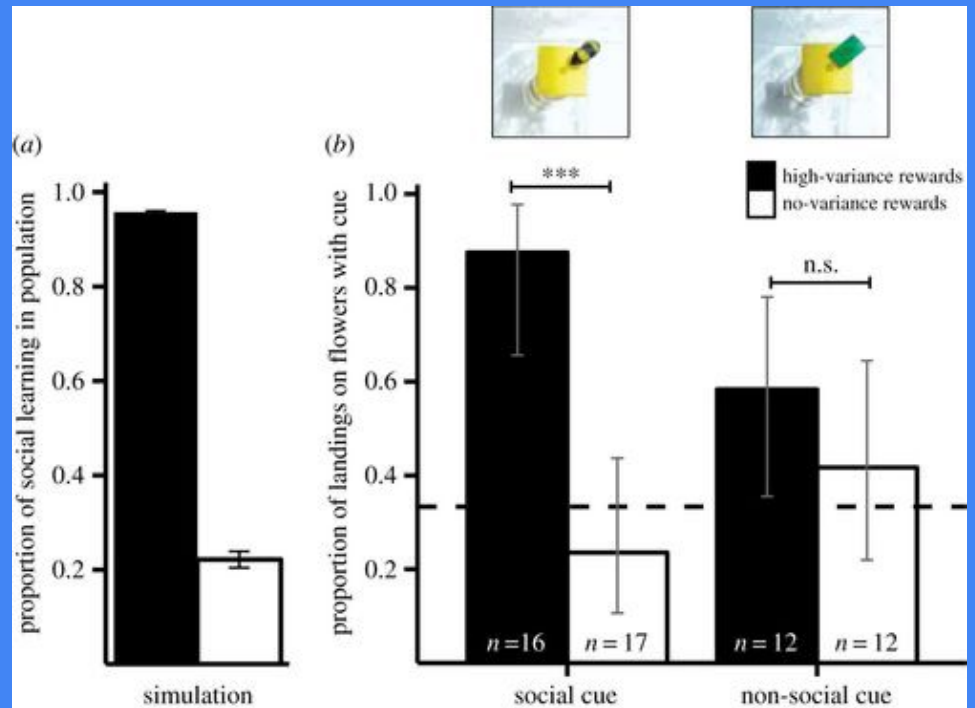 (a)
proportion of social learning in population
1.0
0.8
0.6
0.4
0.2
simulation
(b)
proportion of landings on flowers with cue
1.0
0.8
0.6
0.4
0.2
***
n.s.
high-variance rewards
no-variance rewards
n=16
n = 17
n = 12
n = 12
social cue
non-social cue